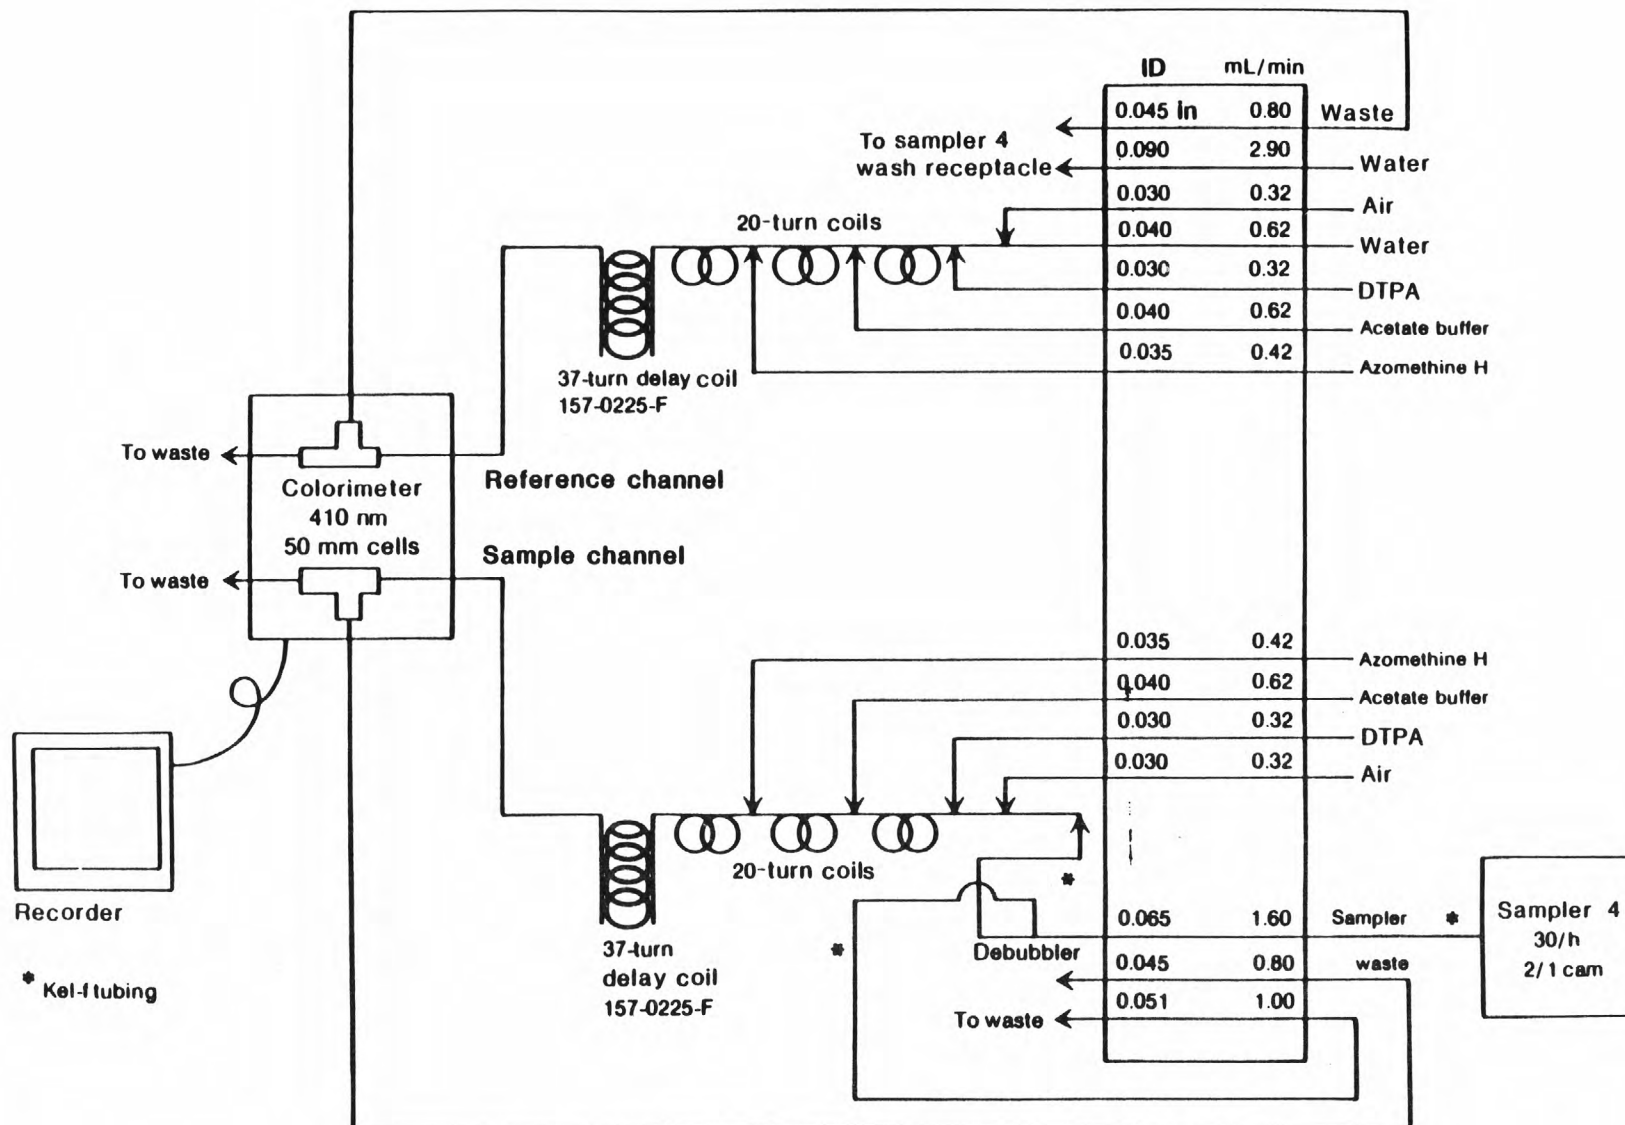 ID mL/min
0.045 in 0.80 Waste
To sampler 4
wash receptacle
0.090 2.90 Water
0.030 0.32 Air
20-turn coils
0.040 0.62 Water
0.030 0.32 DTPA
0.040 0.62 Acetate buffer
0.035 0.42 Azomethine H
37-turn delay coil
157-0225-F
To waste
Reference channel
Colorimeter
410 nm
50 mm cells
Sample channel
To waste
0.035 0.42 Azomethine H
0.040 0.62 Acetate buffer
0.030 0.32 DTPA
0.030 0.32 Air
20-turn coils
*
Recorder
0.065 1.60 Sampler *
Sampler 4
30/h
2/1 cam
*
Debubbler
37-turn
delay coil
157-0225-F
0.045 0.80 waste
* Kel-f tubing
0.051 1.00
To waste